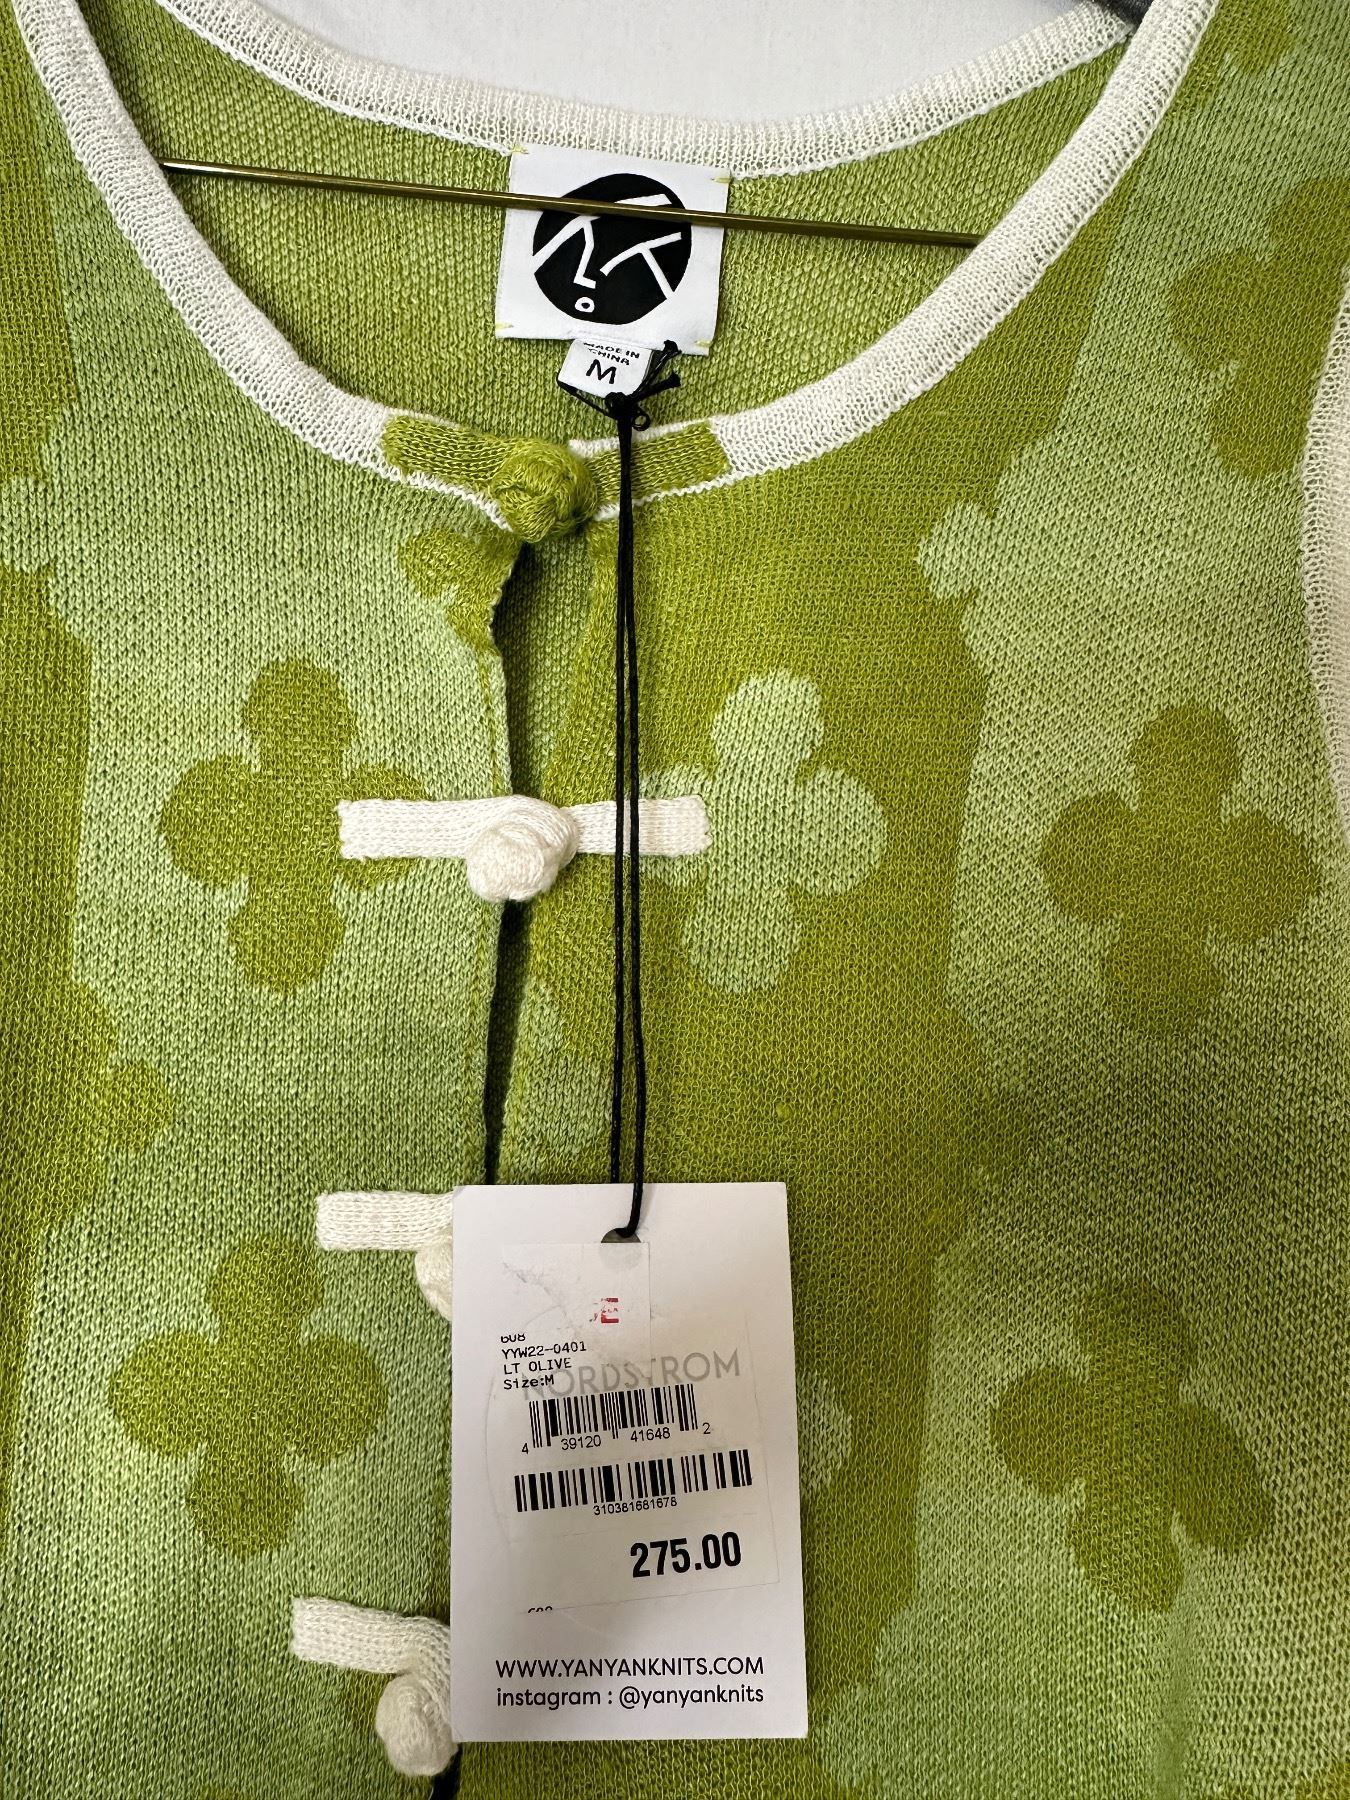 MADE IN
CHINA
M
608
YYW22-0401
LT OLIVE
Size:M
NORDSTROM
4 39120 41648 2
310381681678
275.00
WWW.YANYANKNITS.COM
instagram : @yanyanknits